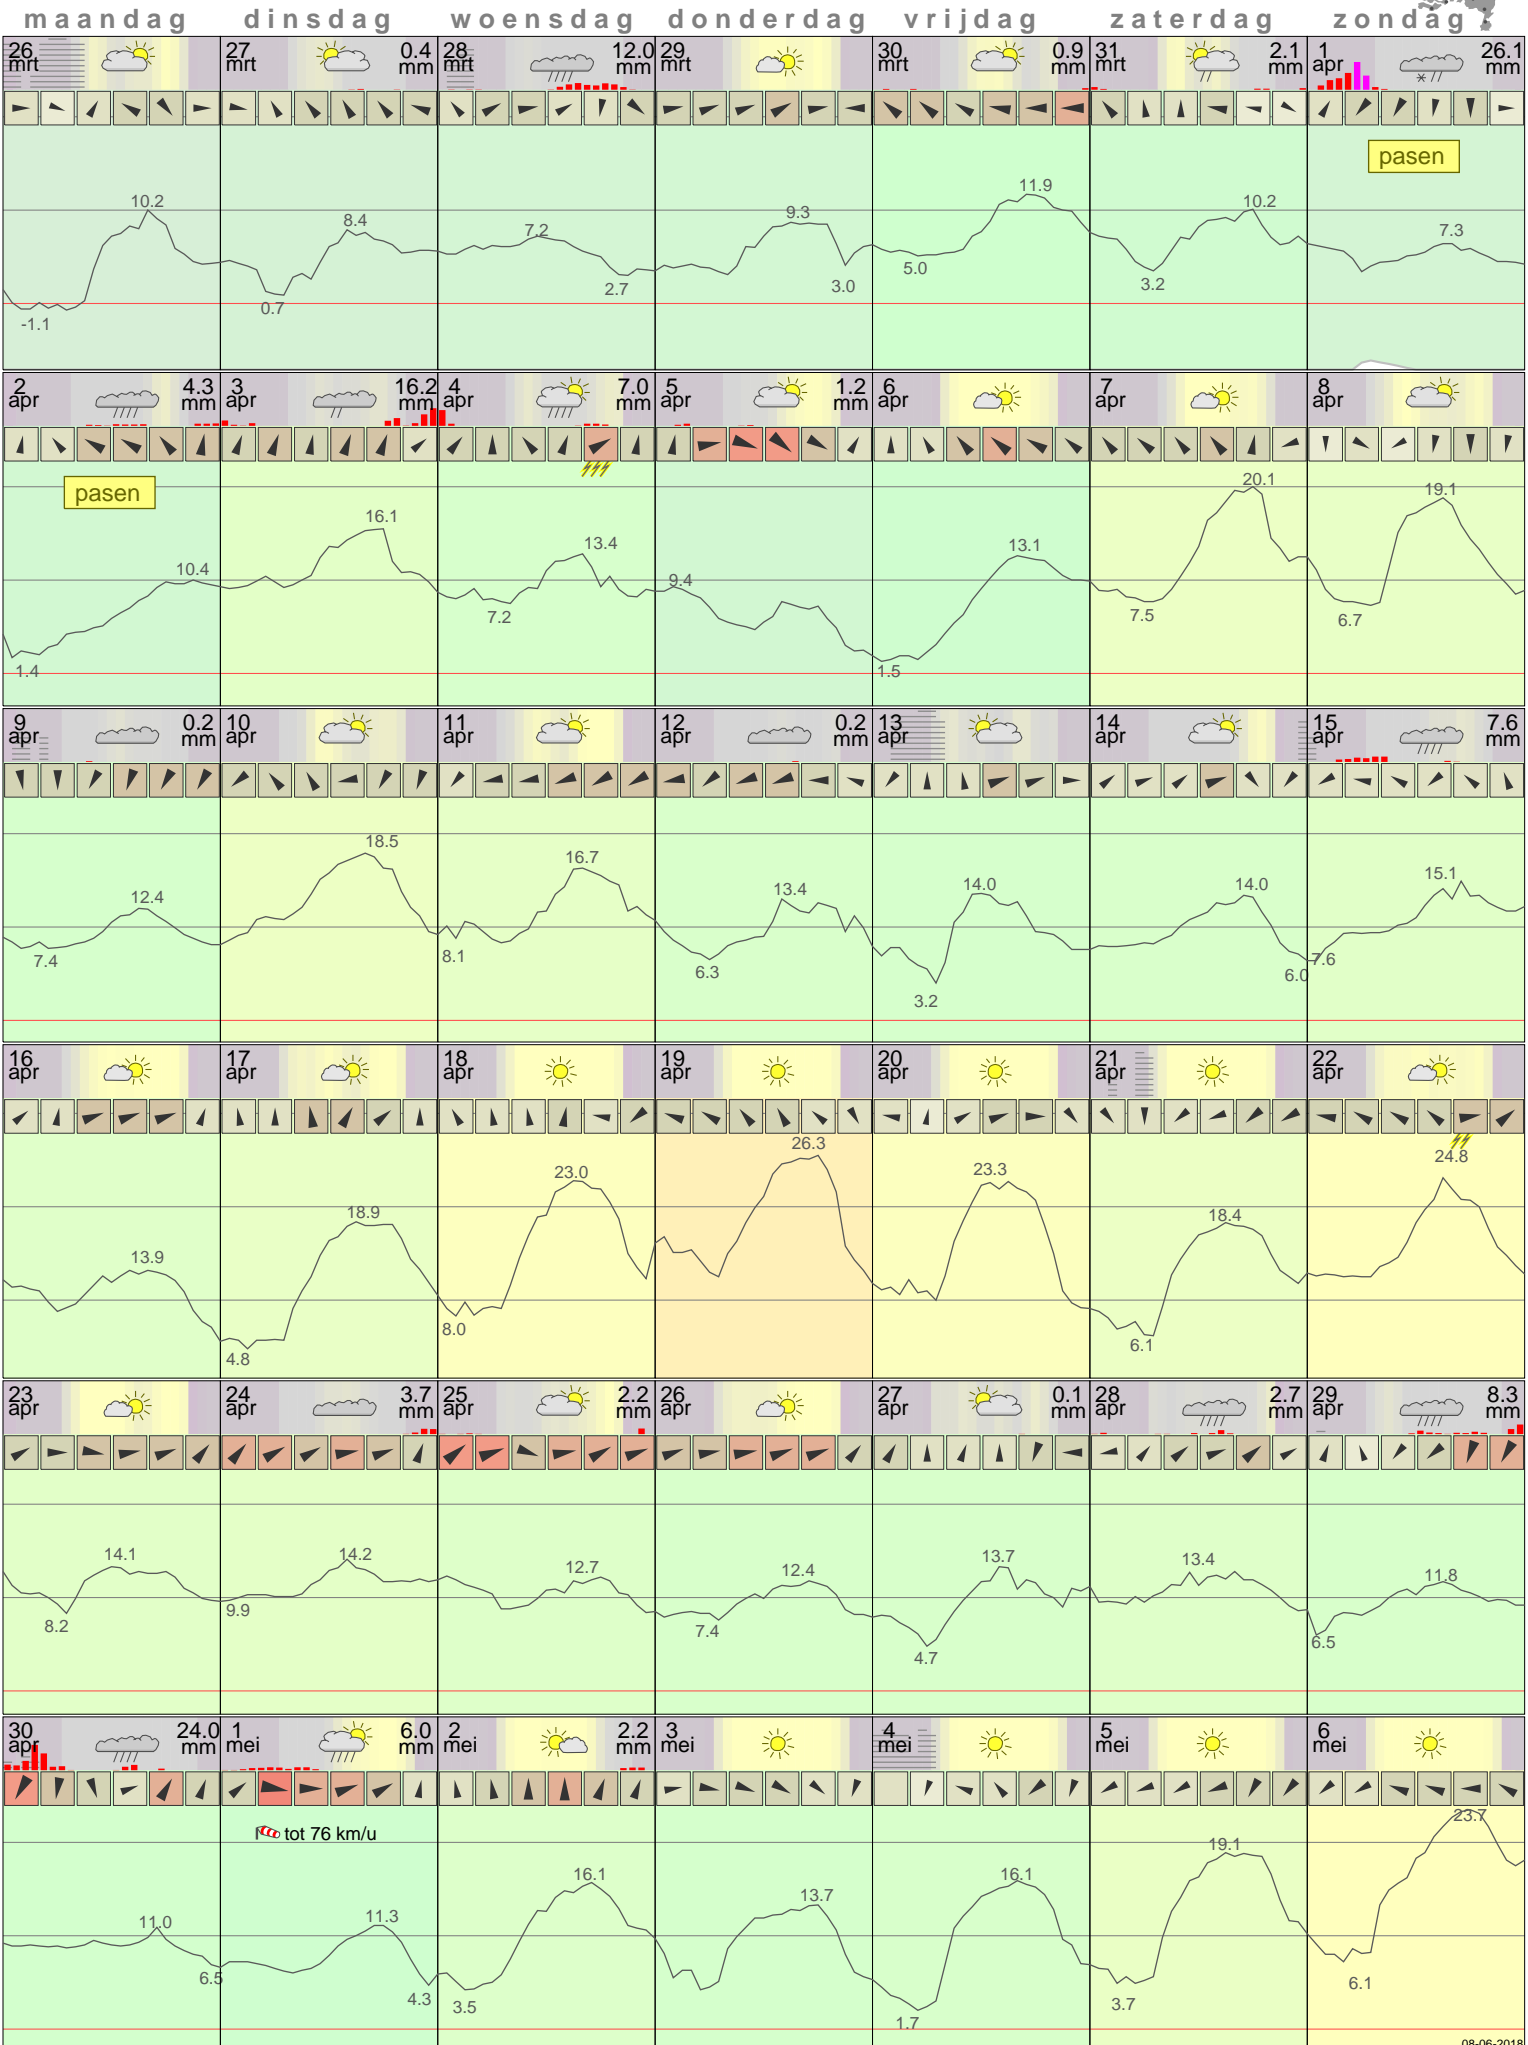 maandag dinsdag woensdag donderdag vrijdag zaterdag zondag
26 mrt 27 mrt 0.4 mm 28 mrt 12.0 mm 29 mrt 30 mrt 0.9 mm 31 mrt 2.1 mm 1 apr 26.1 mm
pasen
10.2 8.4 7.2 9.3 11.9 10.2 7.3
-1.1 0.7 2.7 3.0 5.0 3.2
2 apr 4.3 mm 3 apr 16.2 mm 4 apr 7.0 mm 5 apr 1.2 mm 6 apr 7 apr 8 apr
pasen
10.4 16.1 13.4 9.4 13.1 20.1 19.1
1.4 7.2 1.5 7.5 6.7
9 apr 0.2 mm 10 apr 11 apr 12 apr 0.2 mm 13 apr 14 apr 15 apr 7.6 mm
12.4 18.5 16.7 13.4 14.0 14.0 15.1
7.4 8.1 6.3 3.2 6.0 7.6
16 apr 17 apr 18 apr 19 apr 20 apr 21 apr 22 apr
13.9 18.9 23.0 26.3 23.3 18.4 24.8
4.8 8.0 6.1
23 apr 24 apr 3.7 mm 25 apr 2.2 mm 26 apr 27 apr 0.1 mm 28 apr 2.7 mm 29 apr 8.3 mm
14.1 14.2 12.7 12.4 13.7 13.4 11.8
8.2 9.9 7.4 4.7 6.5
30 apr 24.0 mm 1 mei 6.0 mm 2 mei 2.2 mm 3 mei 4 mei 5 mei 6 mei
tot 76 km/u
11.0 11.3 16.1 13.7 16.1 19.1 23.7
6.5 4.3 3.5 1.7 3.7 6.1
08-06-2018